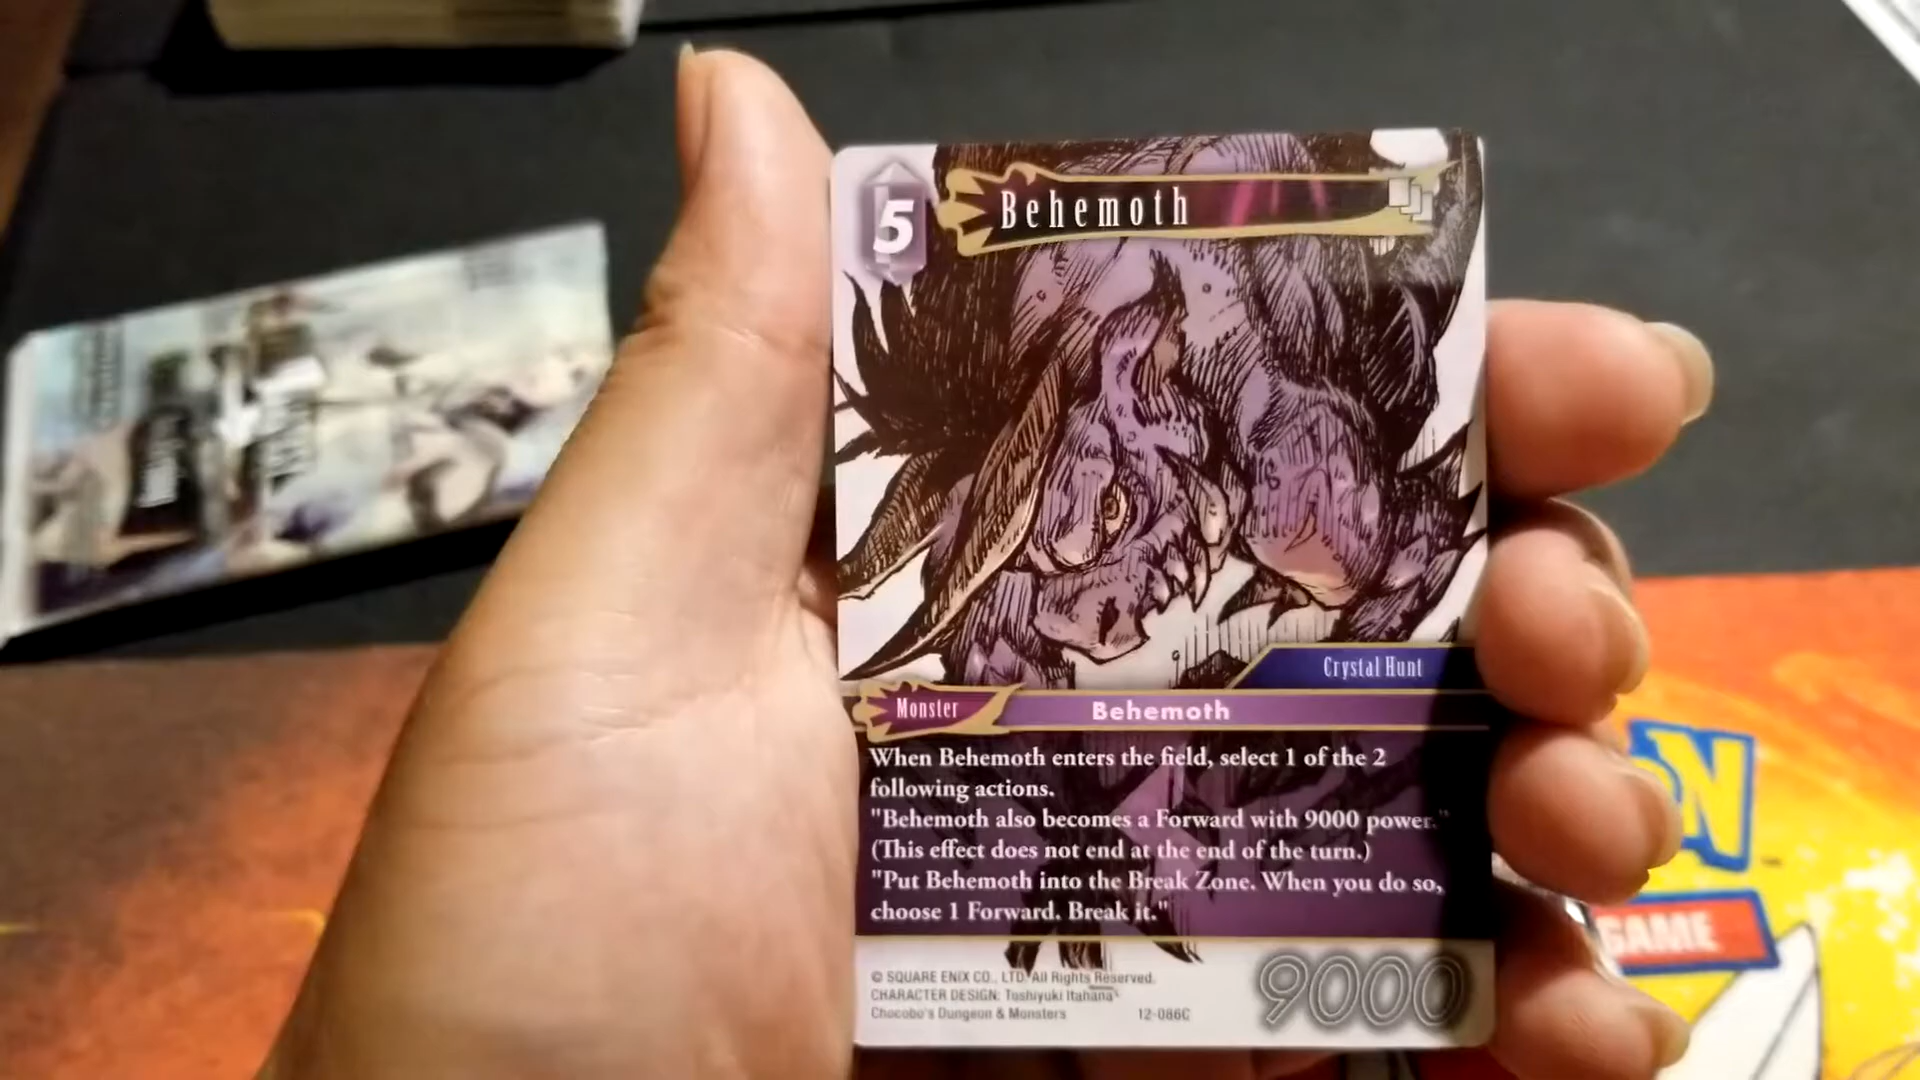 5
Behemoth
Crystal Hunt
Monster
Behemoth
When Behemoth enters the field, select 1 of the 2
following actions.
"Behemoth also becomes a Forward with 9000 power."
(This effect does not end at the end of the turn.)
"Put Behemoth into the Break Zone. When you do so,
choose 1 Forward. Break it."
© SQUARE ENIX CO., LTD. All Rights Reserved.
CHARACTER DESIGN: Toshiyuki Itahana
Chocobo's Dungeon & Monsters
12-086C
9000
GAME